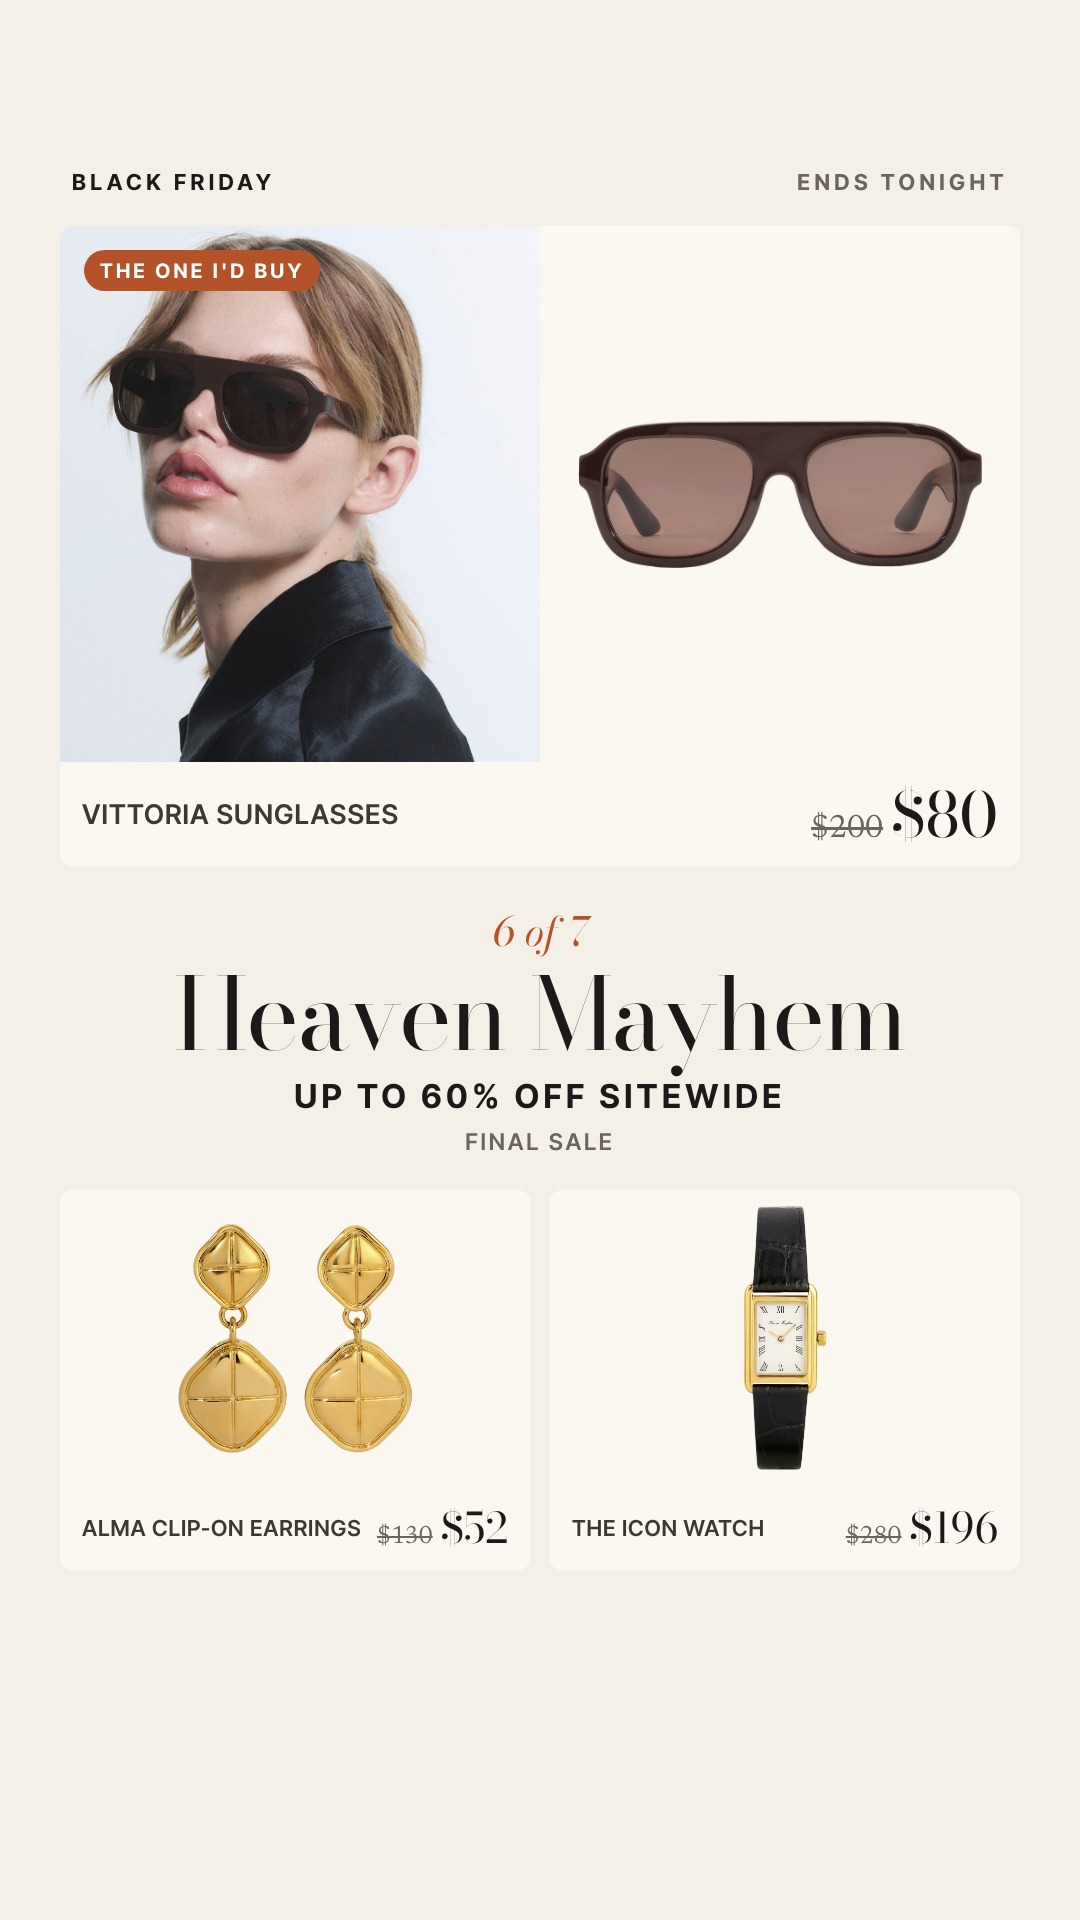 BLACK FRIDAY
ENDS TONIGHT
THE ONE I'D BUY
VITTORIA SUNGLASSES
$200 $80
6 of 7
Heaven Mayhem
UP TO 60% OFF SITEWIDE
FINAL SALE
ALMA CLIP-ON EARRINGS $130 $52
THE ICON WATCH $280 $196